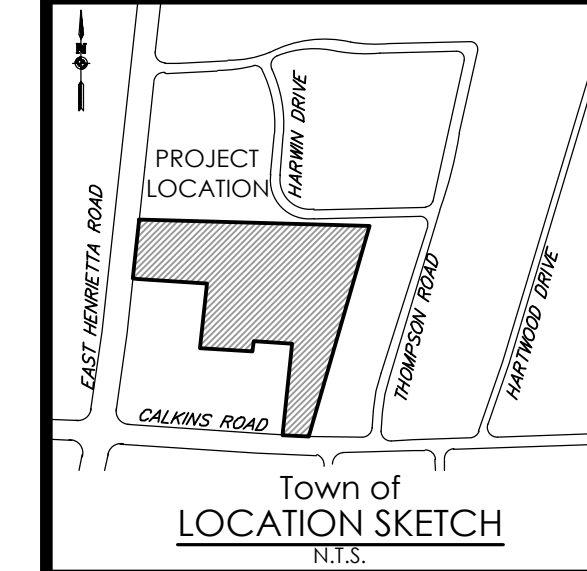 N
PROJECT
LOCATION
HARWIN DRIVE
EAST HENRIETTA ROAD
THOMPSON ROAD
HARTWOOD DRIVE
CALKINS ROAD
Town of
LOCATION SKETCH
N.T.S.